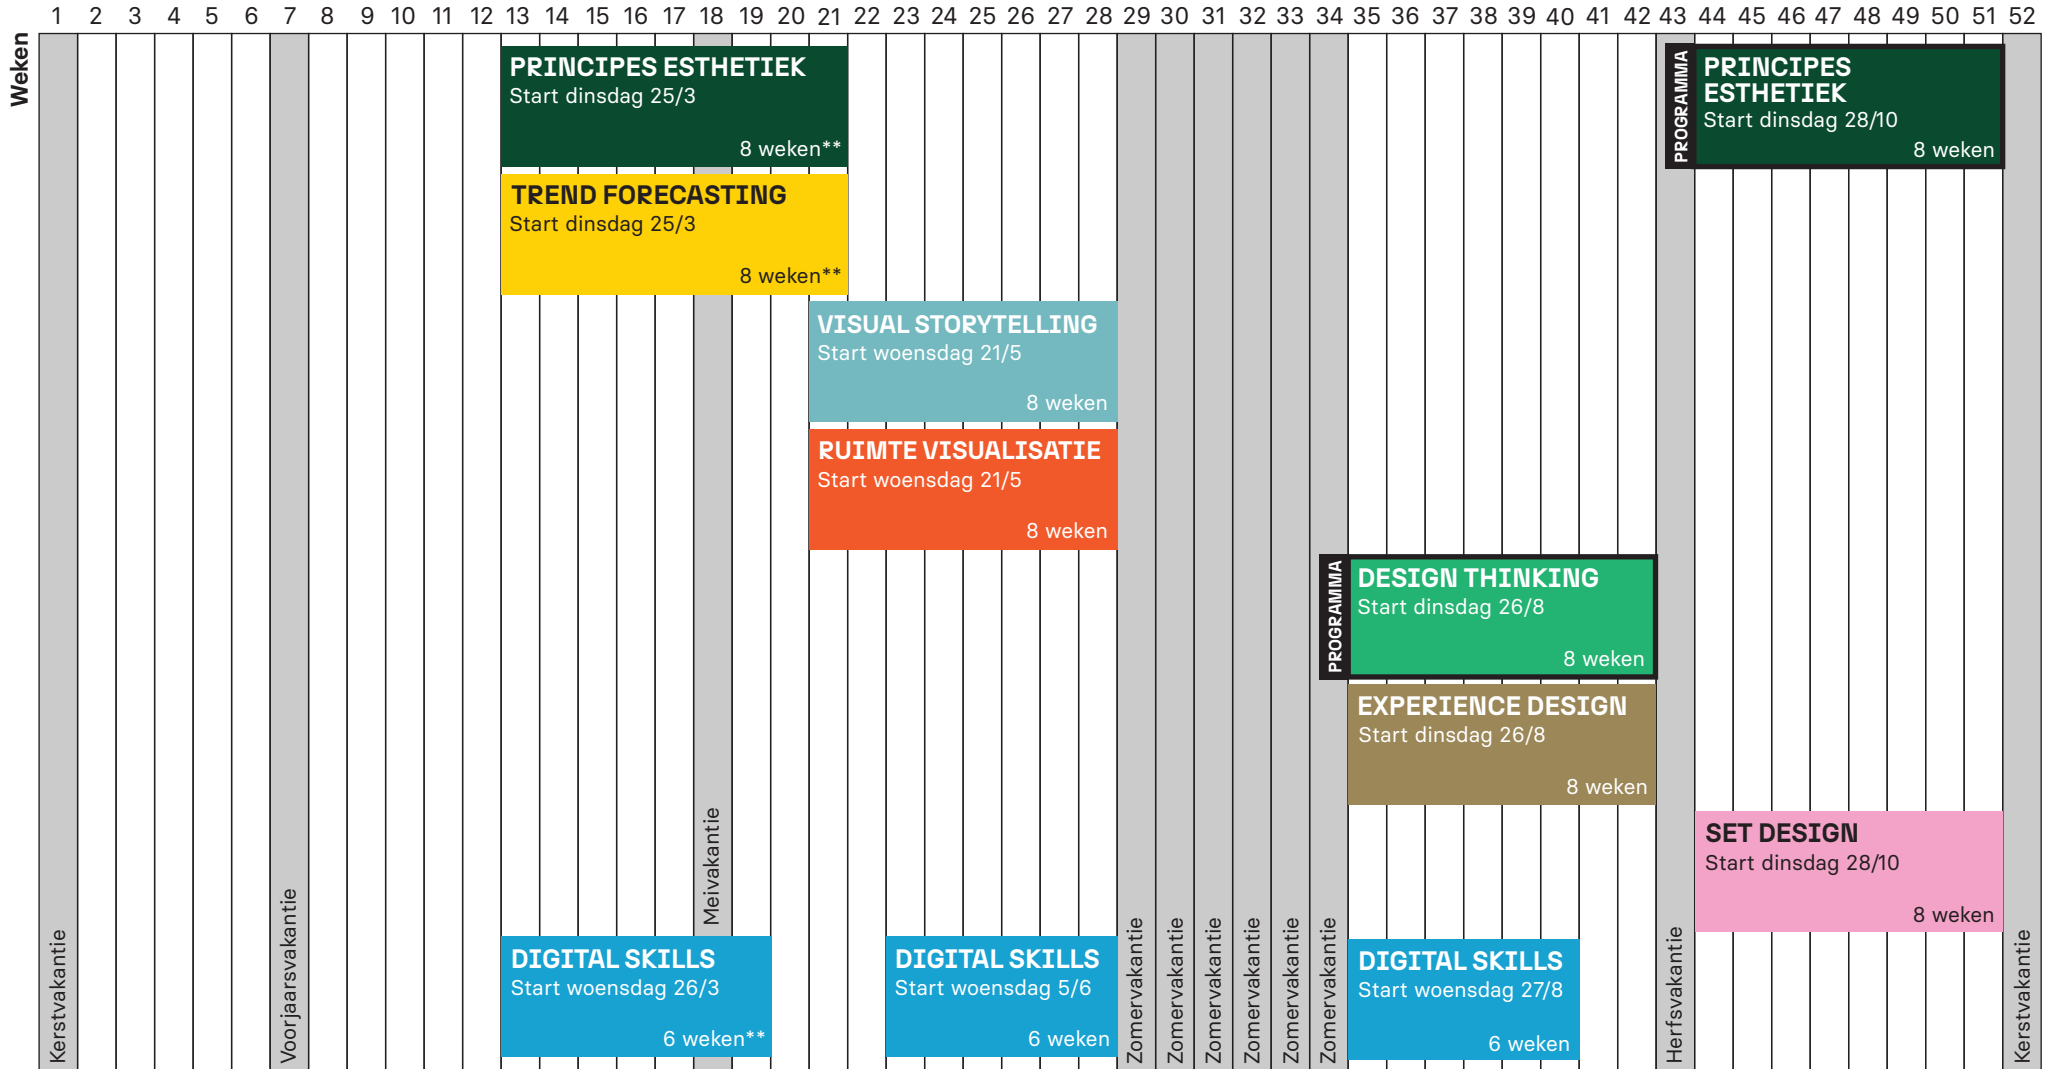 1 2 3 4 5 6 7 8 9 10 11 12 13 14 15 16 17 18 19 20 21 22 23 24 25 26 27 28 29 30 31 32 33 34 35 36 37 38 39 40 41 42 43 44 45 46 47 48 49 50 51 52
Weken
PRINCIPES ESTHETIEK
Start dinsdag 25/3
8 weken**
PROGRAMMA
PRINCIPES
ESTHETIEK
Start dinsdag 28/10
8 weken
TREND FORECASTING
Start dinsdag 25/3
8 weken**
VISUAL STORYTELLING
Start woensdag 21/5
8 weken
RUIMTE VISUALISATIE
Start woensdag 21/5
8 weken
PROGRAMMA
DESIGN THINKING
Start dinsdag 26/8
8 weken
EXPERIENCE DESIGN
Start dinsdag 26/8
8 weken
SET DESIGN
Start dinsdag 28/10
8 weken
DIGITAL SKILLS
Start woensdag 26/3
6 weken**
DIGITAL SKILLS
Start woensdag 5/6
6 weken
DIGITAL SKILLS
Start woensdag 27/8
6 weken
Kerstvakantie
Voorjaarsvakantie
Meivakantie
Zomervakantie
Zomervakantie
Zomervakantie
Zomervakantie
Zomervakantie
Zomervakantie
Herfsvakantie
Kerstvakantie